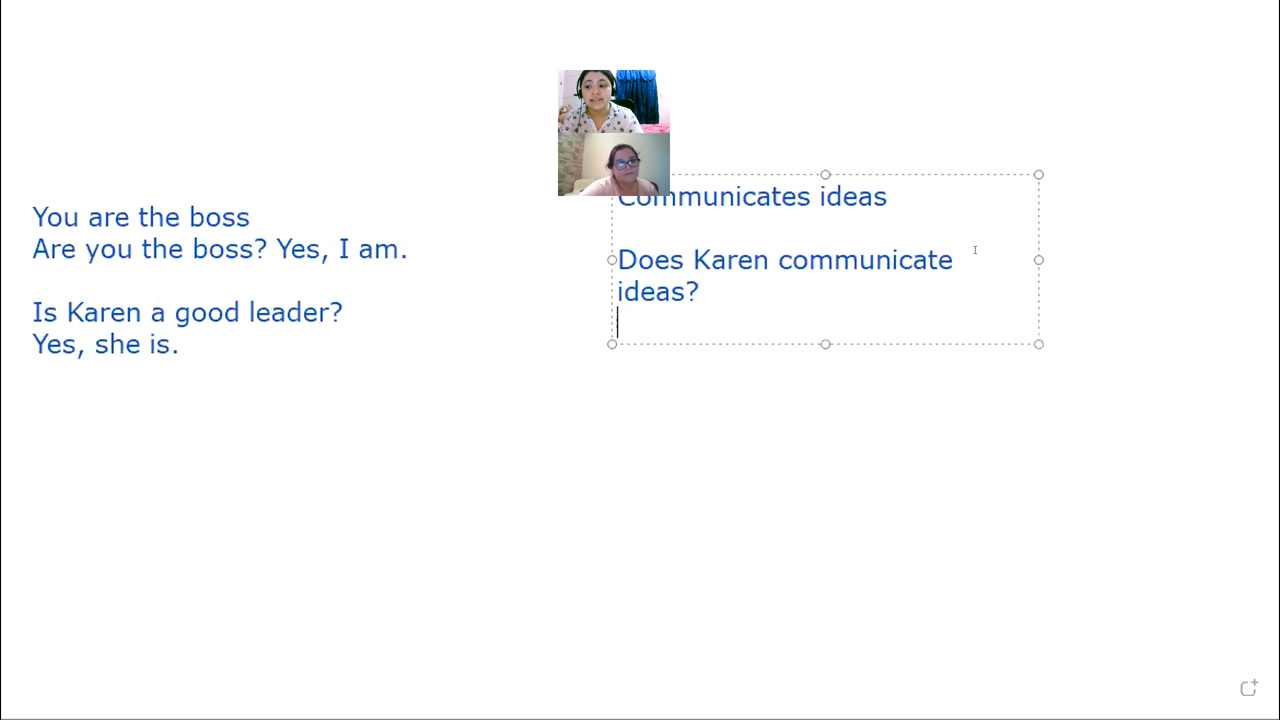 You are the boss
Are you the boss? Yes, I am.
Is Karen a good leader?
Yes, she is.
Communicates ideas
Does Karen communicate
ideas?